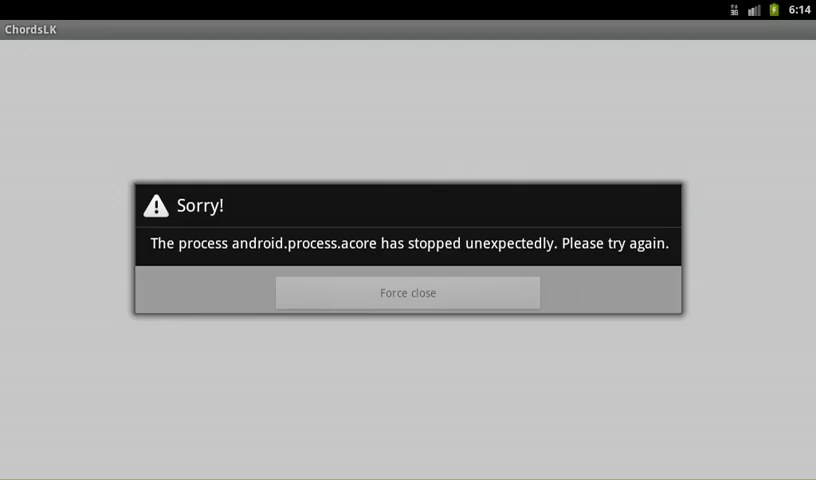 6:14
ChordsLK
Sorry!
The process android.process.acore has stopped unexpectedly. Please try again.
Force close